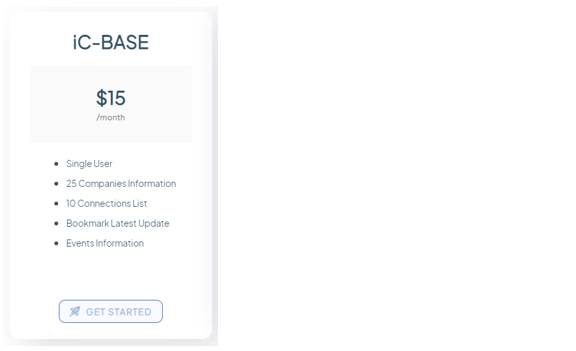 iC-BASE
$15
/month
Single User
25 Companies Information
10 Connections List
Bookmark Latest Update
Events Information
GET STARTED